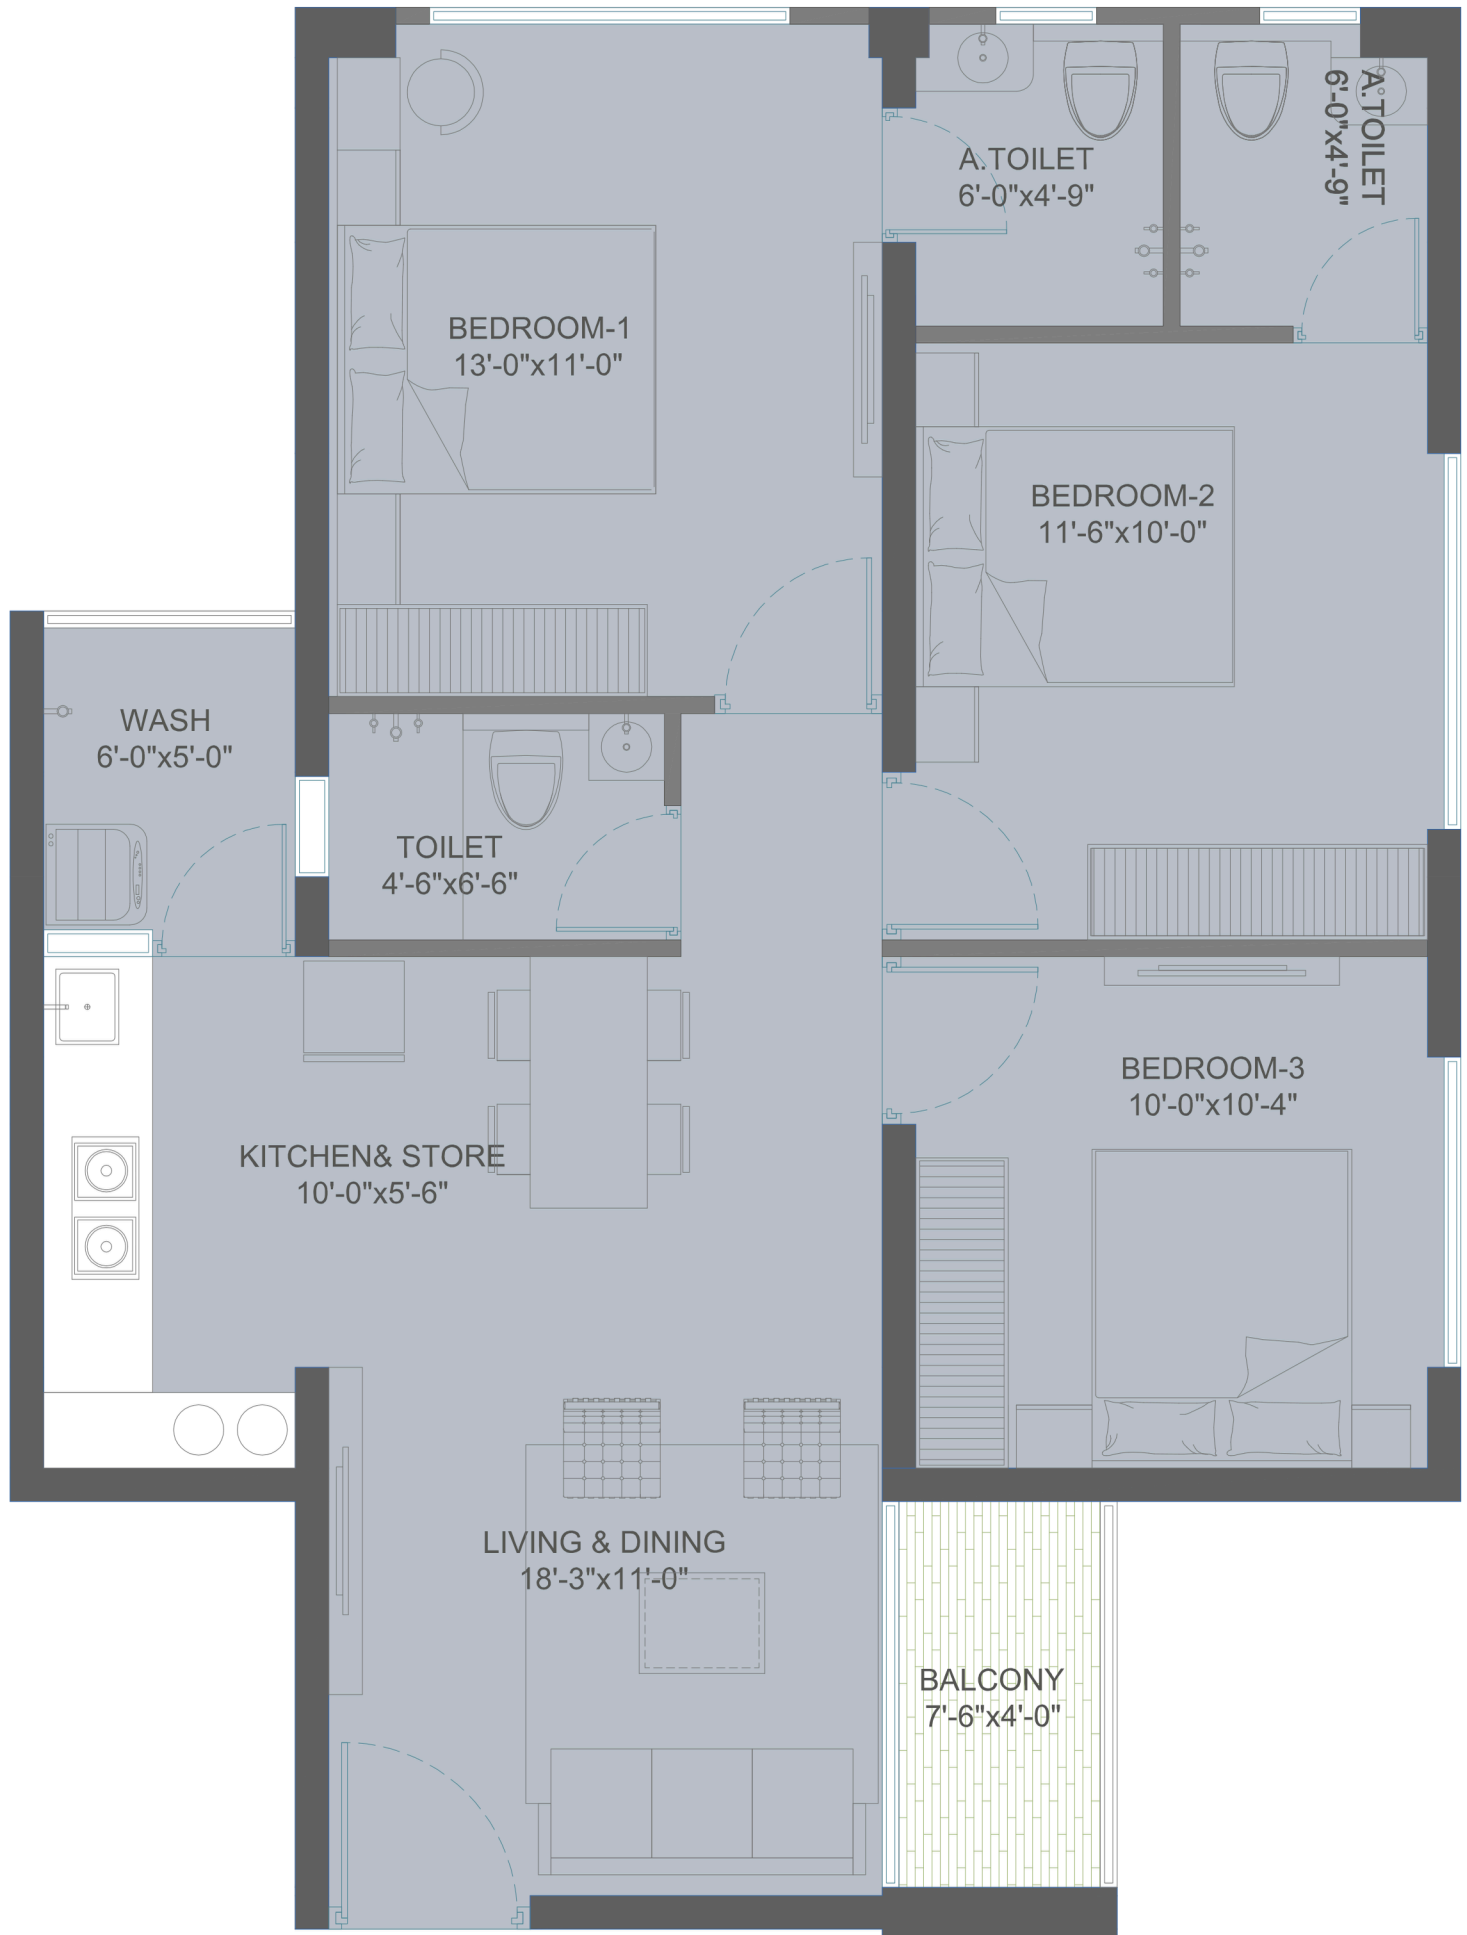 A.TOILET
6'-0"x4'-9"
A.TOILET
6'-0"x4'-9"
BEDROOM-1
13'-0"x11'-0"
BEDROOM-2
11'-6"x10'-0"
WASH
6'-0"x5'-0"
TOILET
4'-6"x6'-6"
BEDROOM-3
10'-0"x10'-4"
KITCHEN& STORE
10'-0"x5'-6"
LIVING & DINING
18'-3"x11'-0"
BALCONY
7'-6"x4'-0"